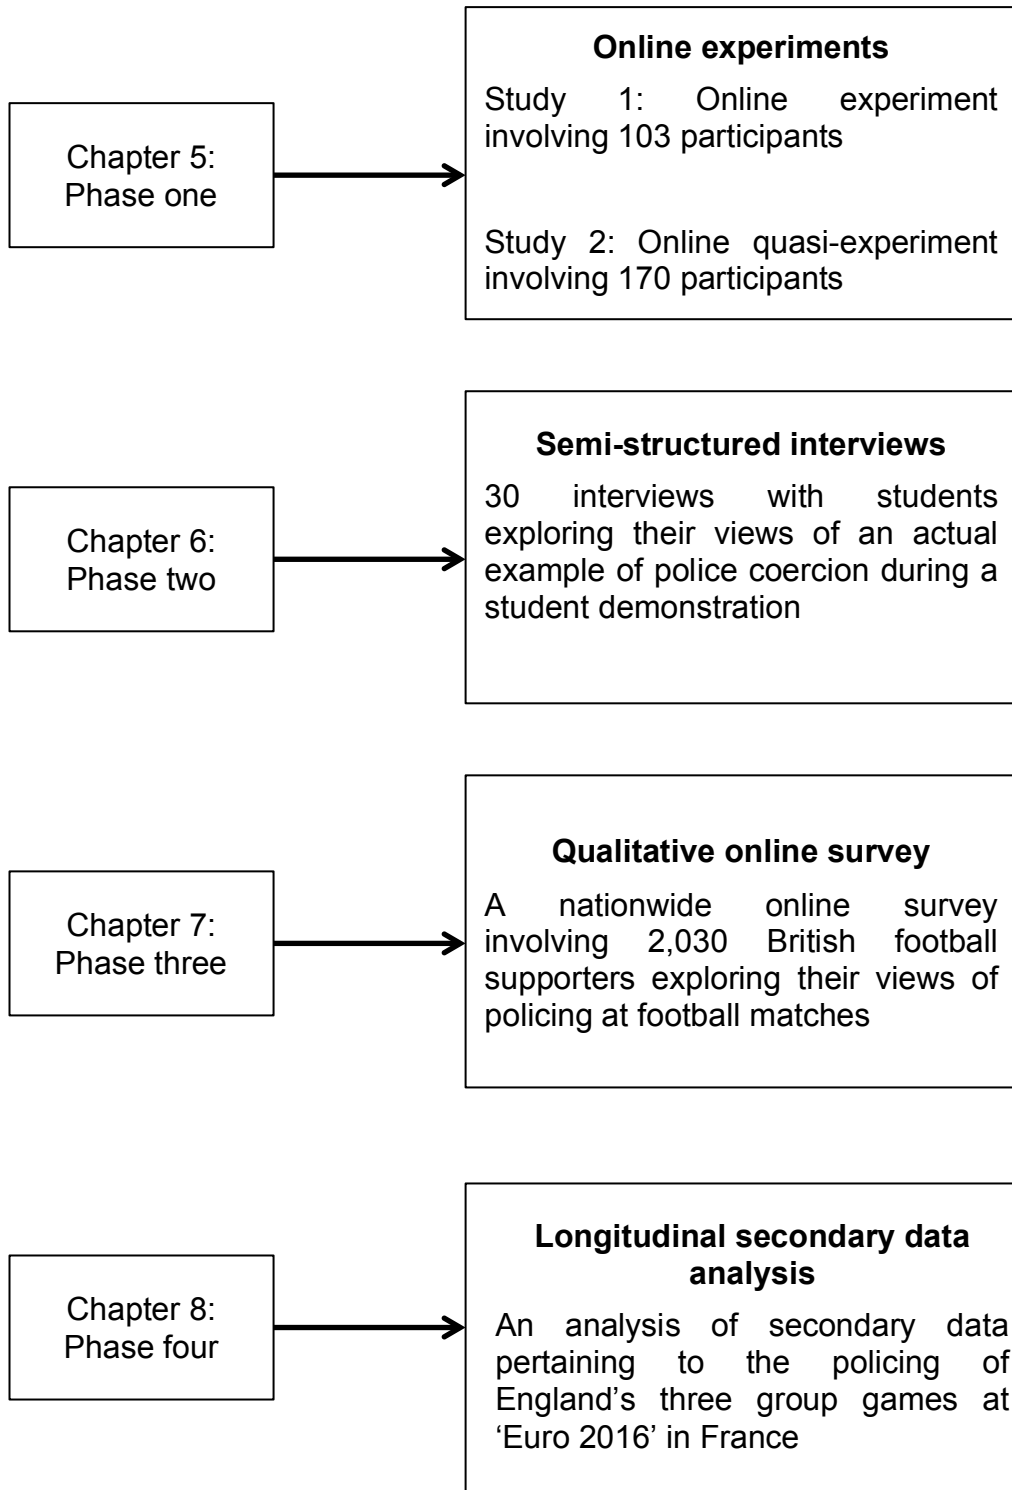 Chapter 5:
Phase one
Online experiments
Study 1: Online experiment
involving 103 participants
Study 2: Online quasi-experiment
involving 170 participants
Chapter 6:
Phase two
Semi-structured interviews
30 interviews with students
exploring their views of an actual
example of police coercion during a
student demonstration
Chapter 7:
Phase three
Qualitative online survey
A nationwide online survey
involving 2,030 British football
supporters exploring their views of
policing at football matches
Chapter 8:
Phase four
Longitudinal secondary data
analysis
An analysis of secondary data
pertaining to the policing of
England’s three group games at
‘Euro 2016’ in France